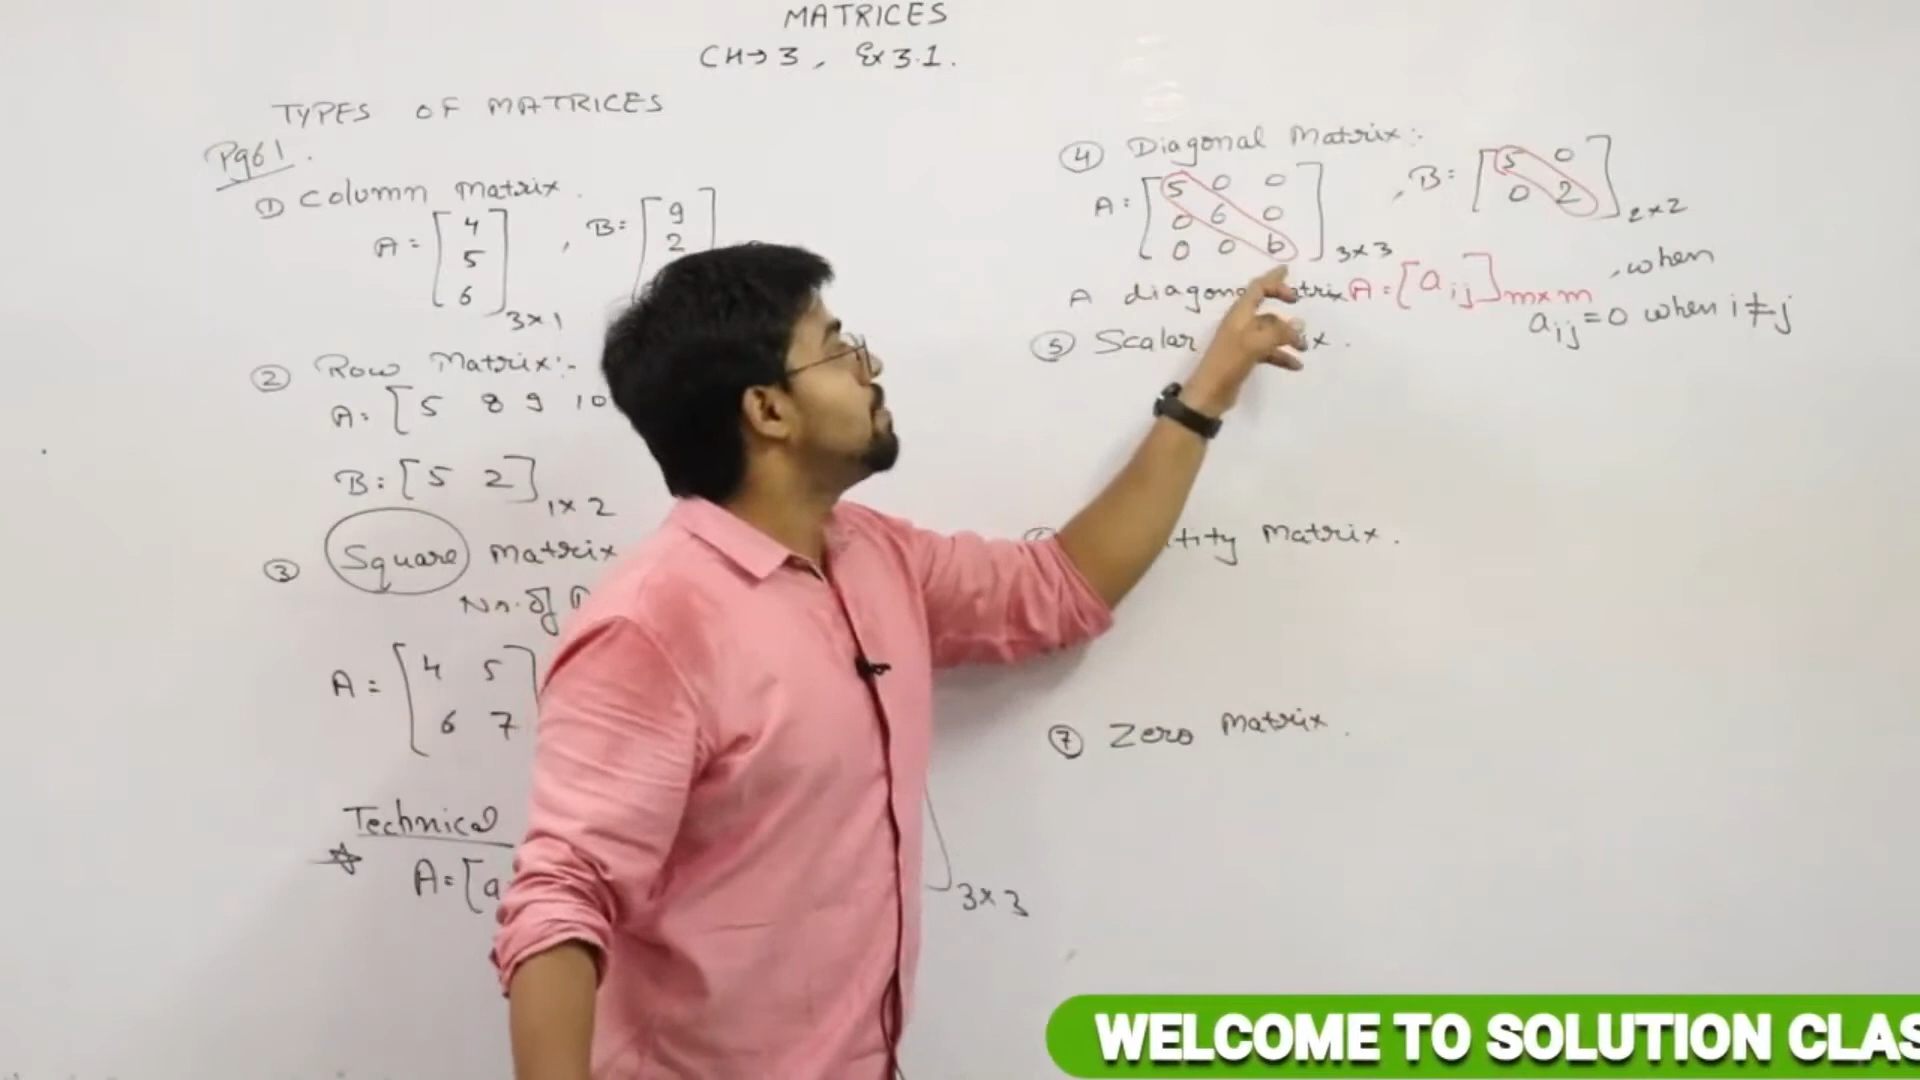 MATRICES
CH→3, Ex 3.1.
TYPES OF MATRICES
Pg61.
① Column Matrix.
A = [4
5
6] 3×1
, B = [9
2
② Row Matrix:-
A = [5 8 9 10
B = [5 2] 1×2
③ Square Matrix
No. of
A = [4 5
6 7]
Technical
☆ A = [a
3×3
④ Diagonal Matrix:-
A = [5 0 0
0 6 0
0 0 b] 3×3
, B = [5 0
0 2] 2×2
A diagonal Matrix A = [aij] m×m , when
aij = 0 when i ≠ j
⑤ Scalar
tity Matrix.
⑦ Zero Matrix.
WELCOME TO SOLUTION CLAS